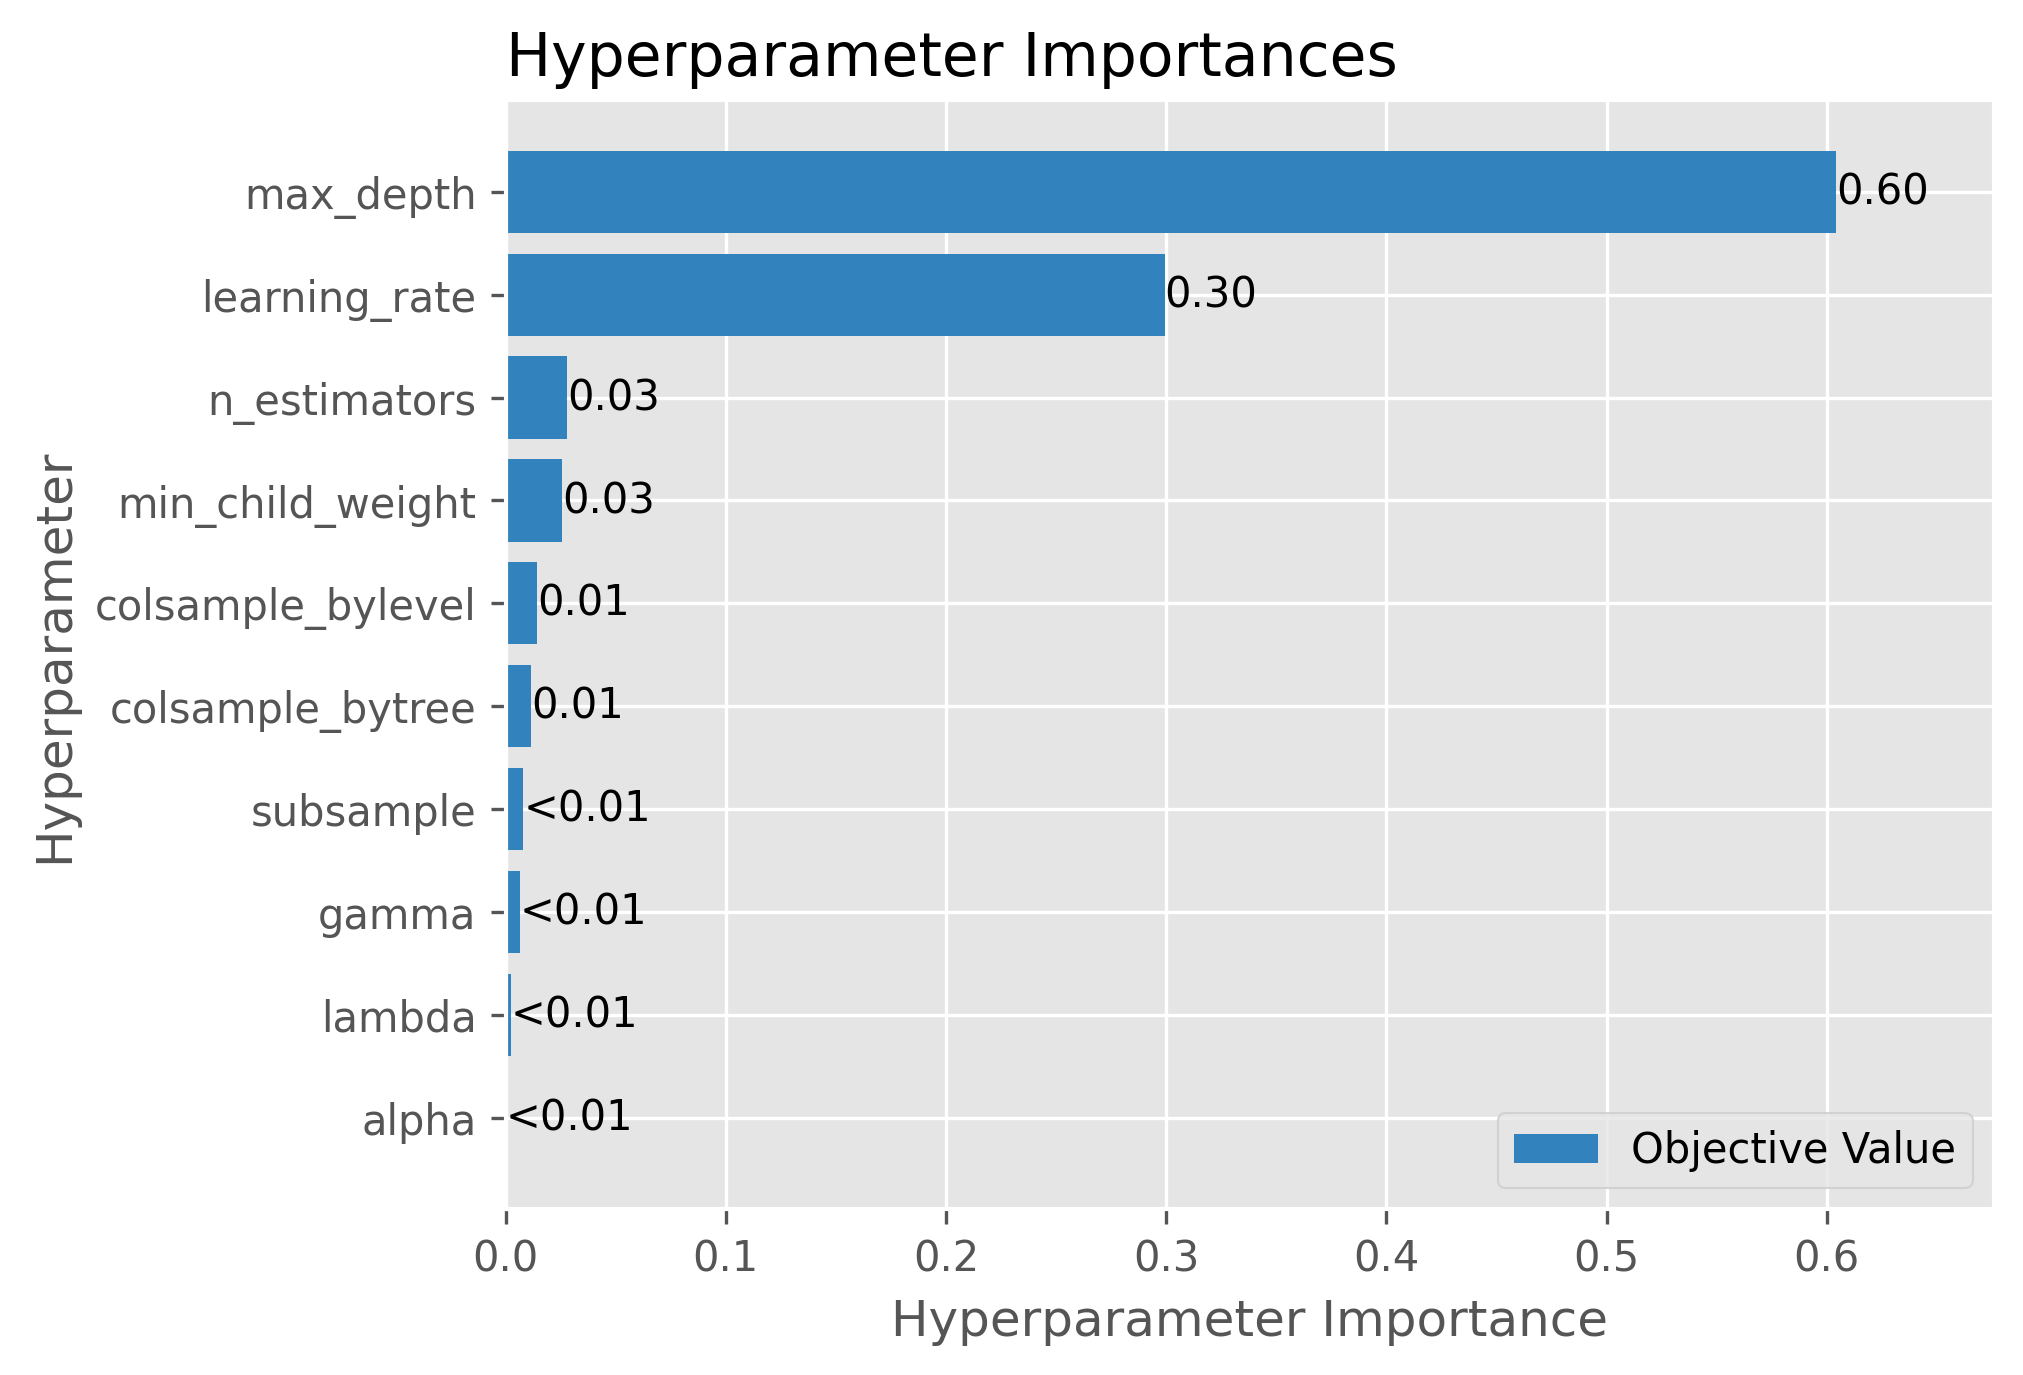 Hyperparameter Importances
Hyperparameter
max_depth 0.60
learning_rate 0.30
n_estimators 0.03
min_child_weight 0.03
colsample_bylevel 0.01
colsample_bytree 0.01
subsample <0.01
gamma <0.01
lambda <0.01
alpha <0.01
Objective Value
0.0 0.1 0.2 0.3 0.4 0.5 0.6
Hyperparameter Importance